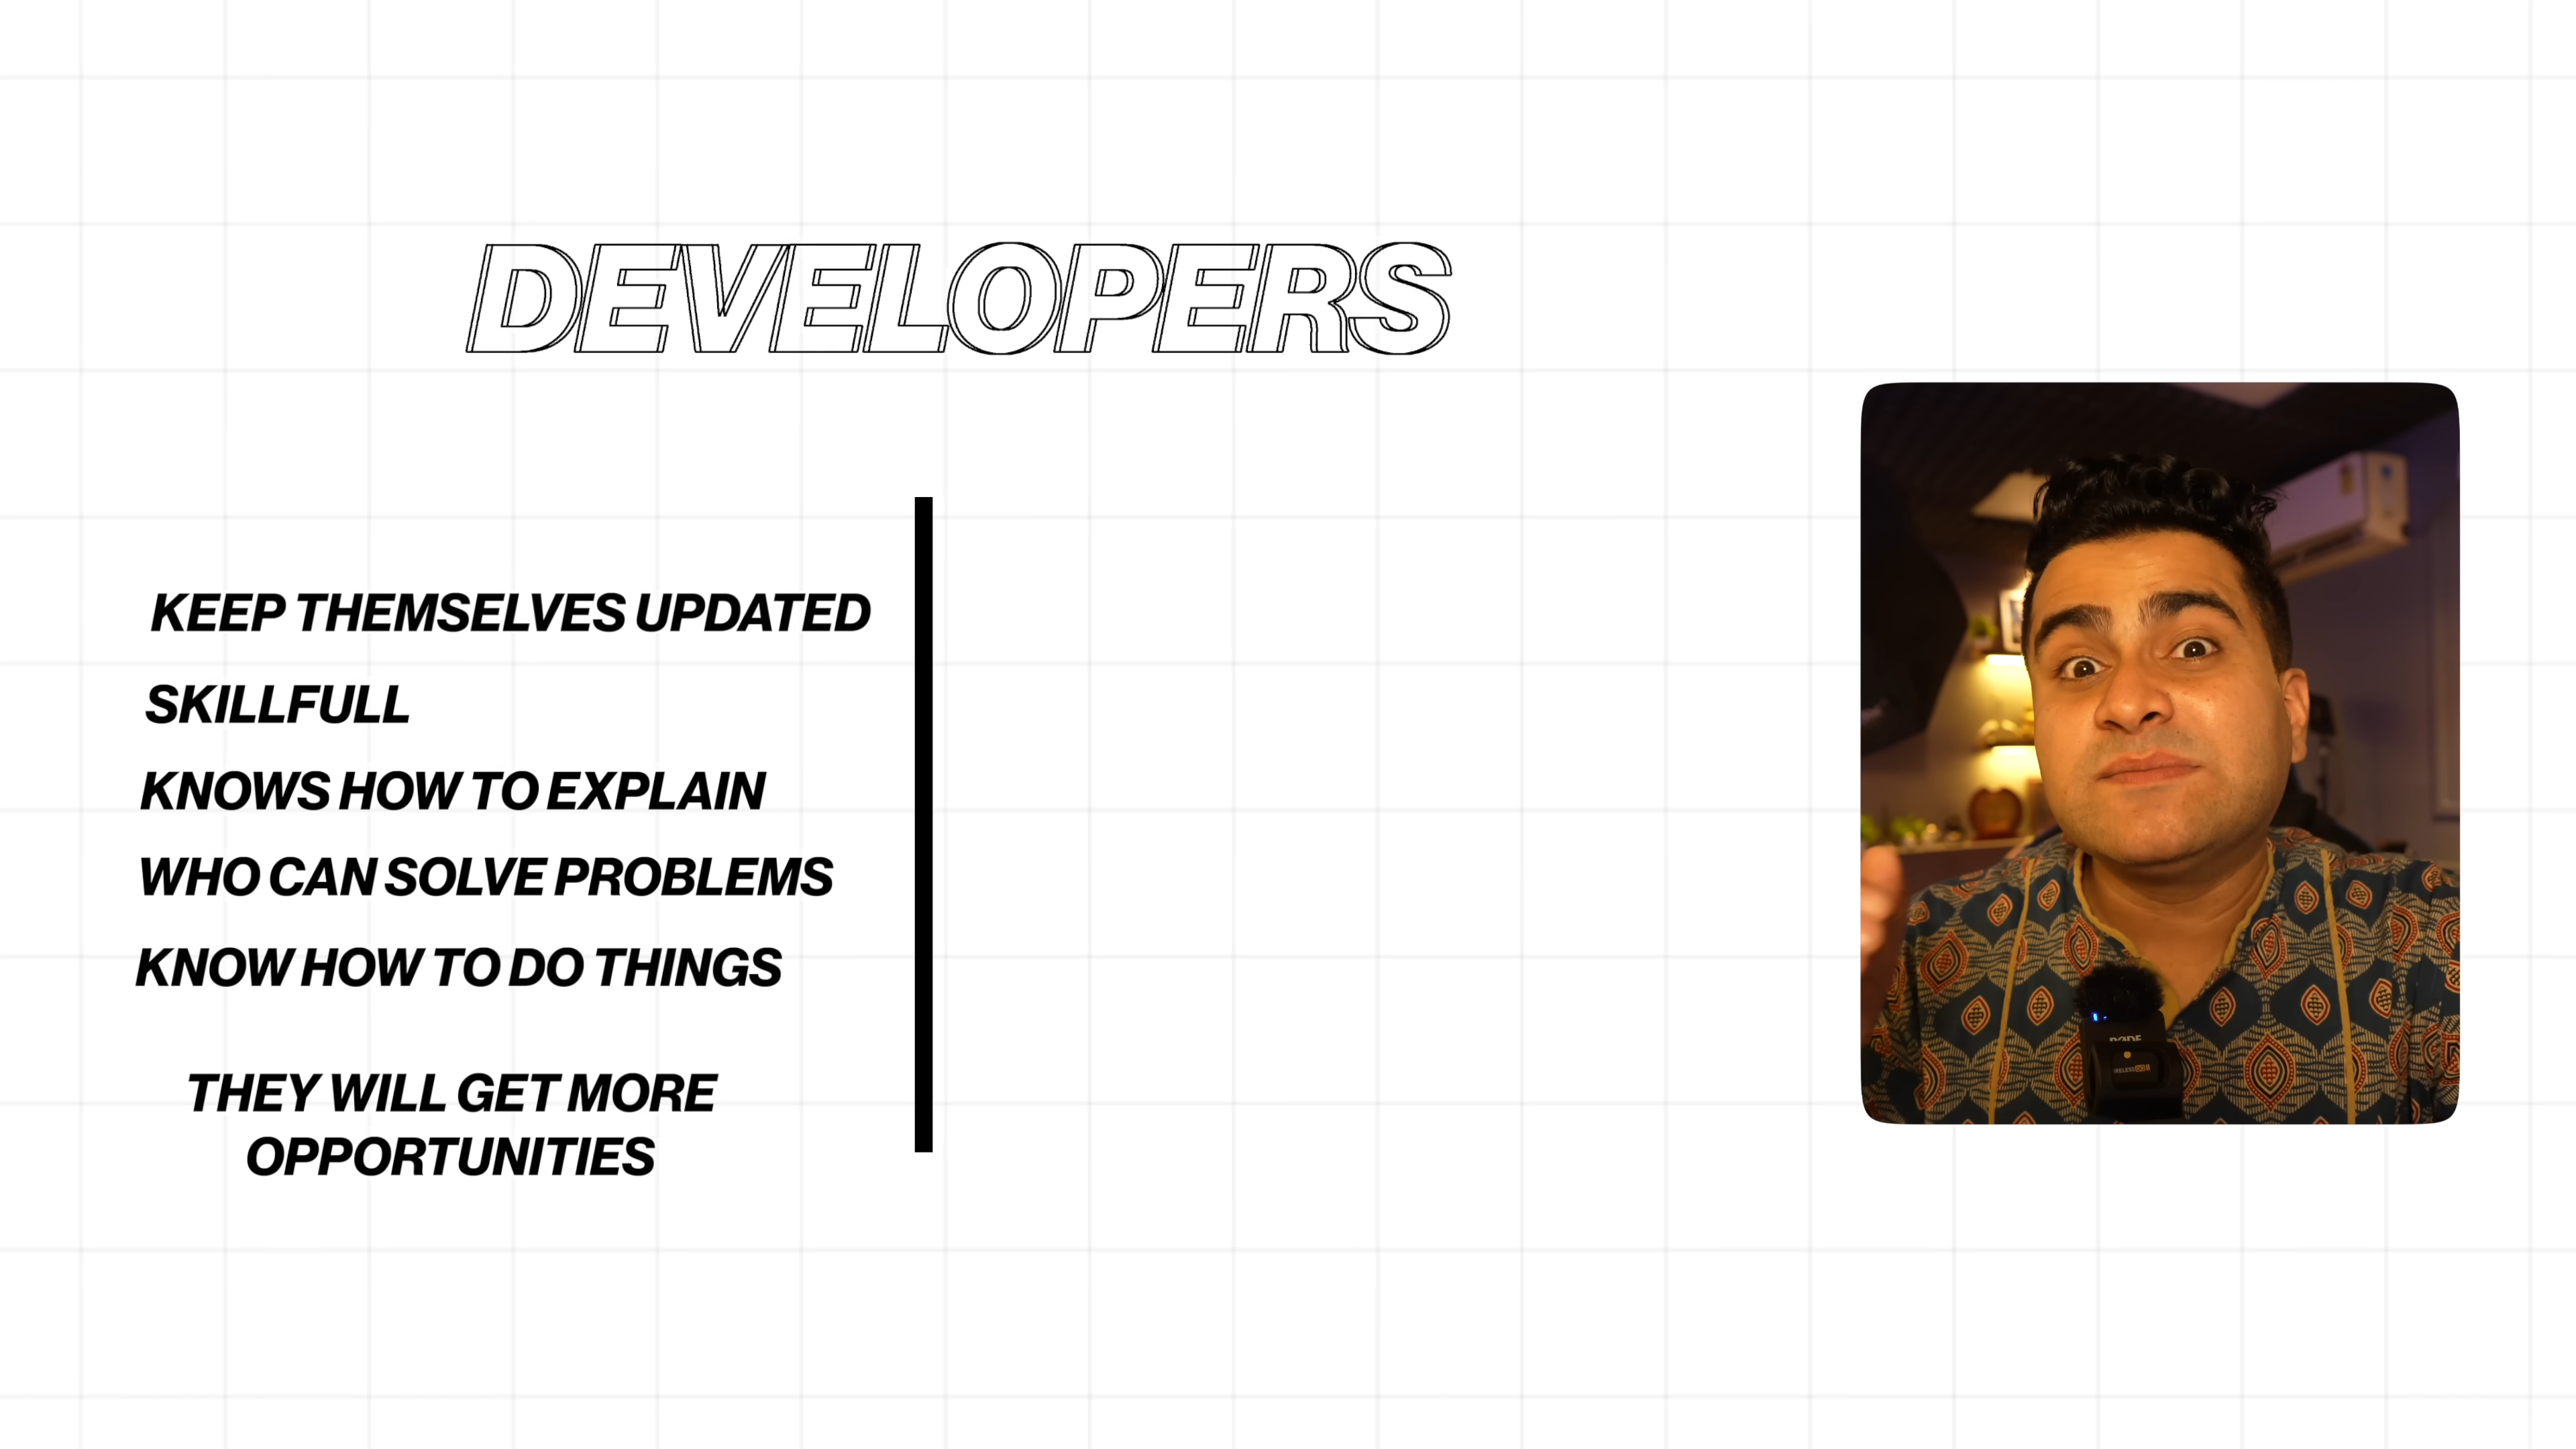 DEVELOPERS
KEEP THEMSELVES UPDATED
SKILLFULL
KNOWS HOW TO EXPLAIN
WHO CAN SOLVE PROBLEMS
KNOW HOW TO DO THINGS
THEY WILL GET MORE
OPPORTUNITIES